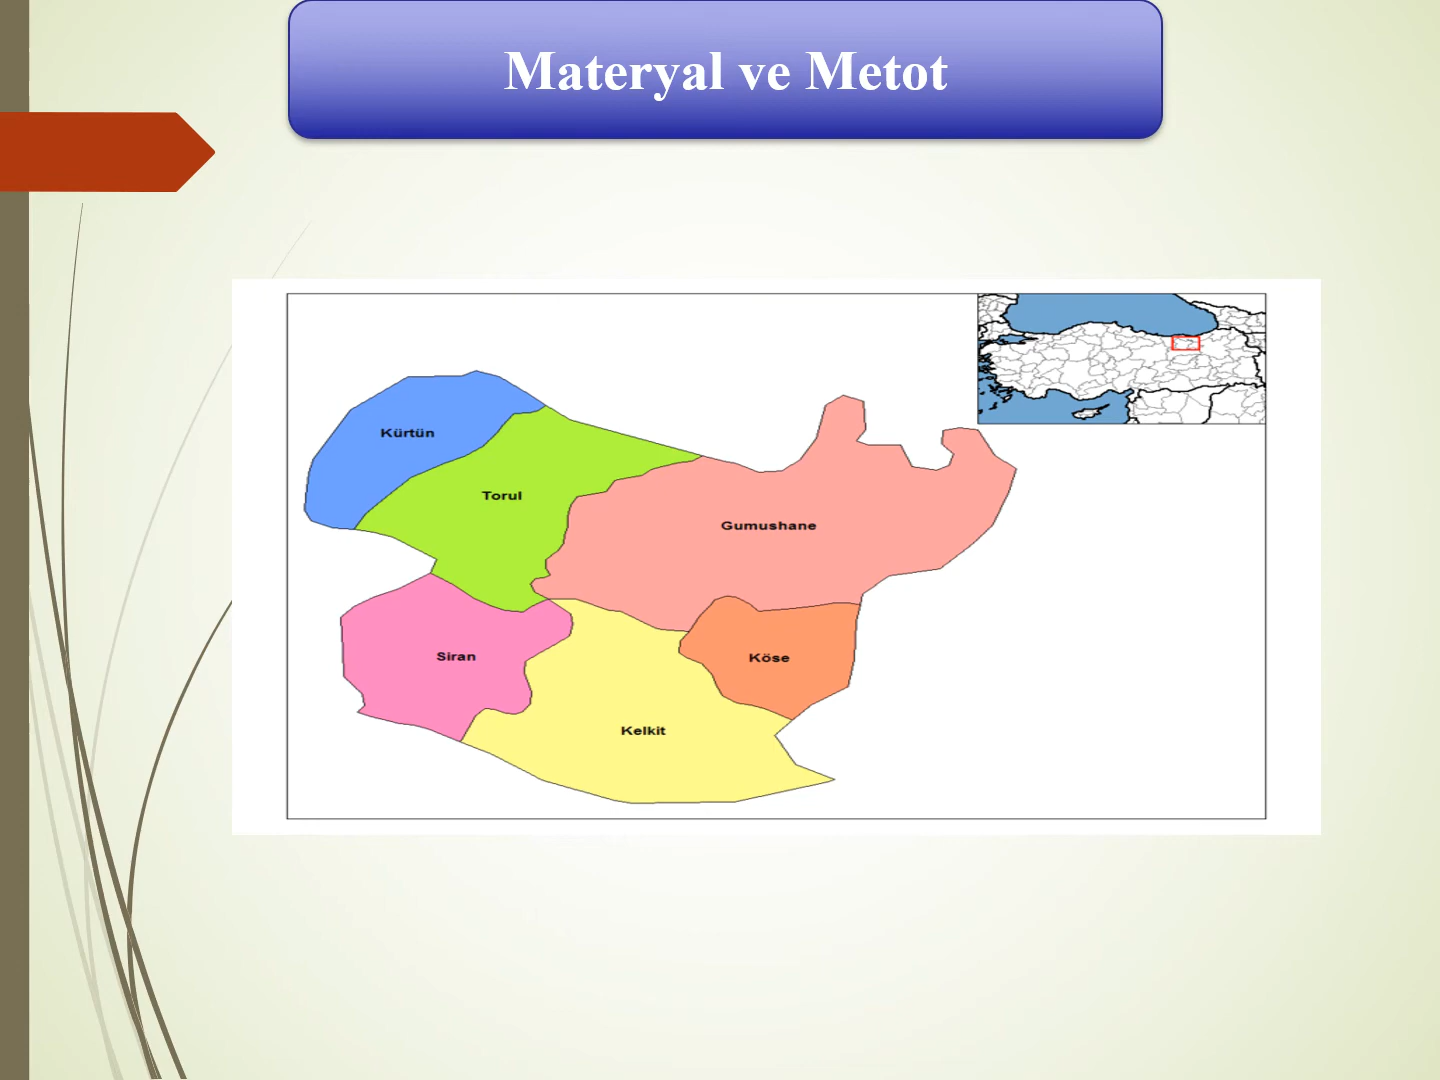 Materyal ve Metot
Kürtün
Torul
Gumushane
Siran
Köse
Kelkit